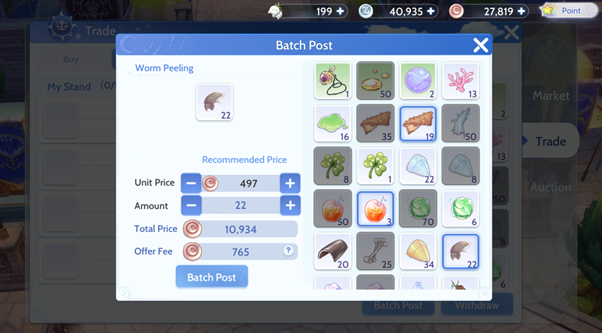 199 + 40,935 + 27,819 + Point
Trade
Batch Post
Buy
My Stand (0/
Worm Peeling
22
Recommended Price
Unit Price − 497 +
Amount − 22 +
Total Price 10,934
Offer Fee 765 ?
Batch Post
1 50 2 13
16 35 19 50
8 1 22 8
50 3 70 6
20 25 34 22
Market
Trade
Auction
Batch Post Withdraw